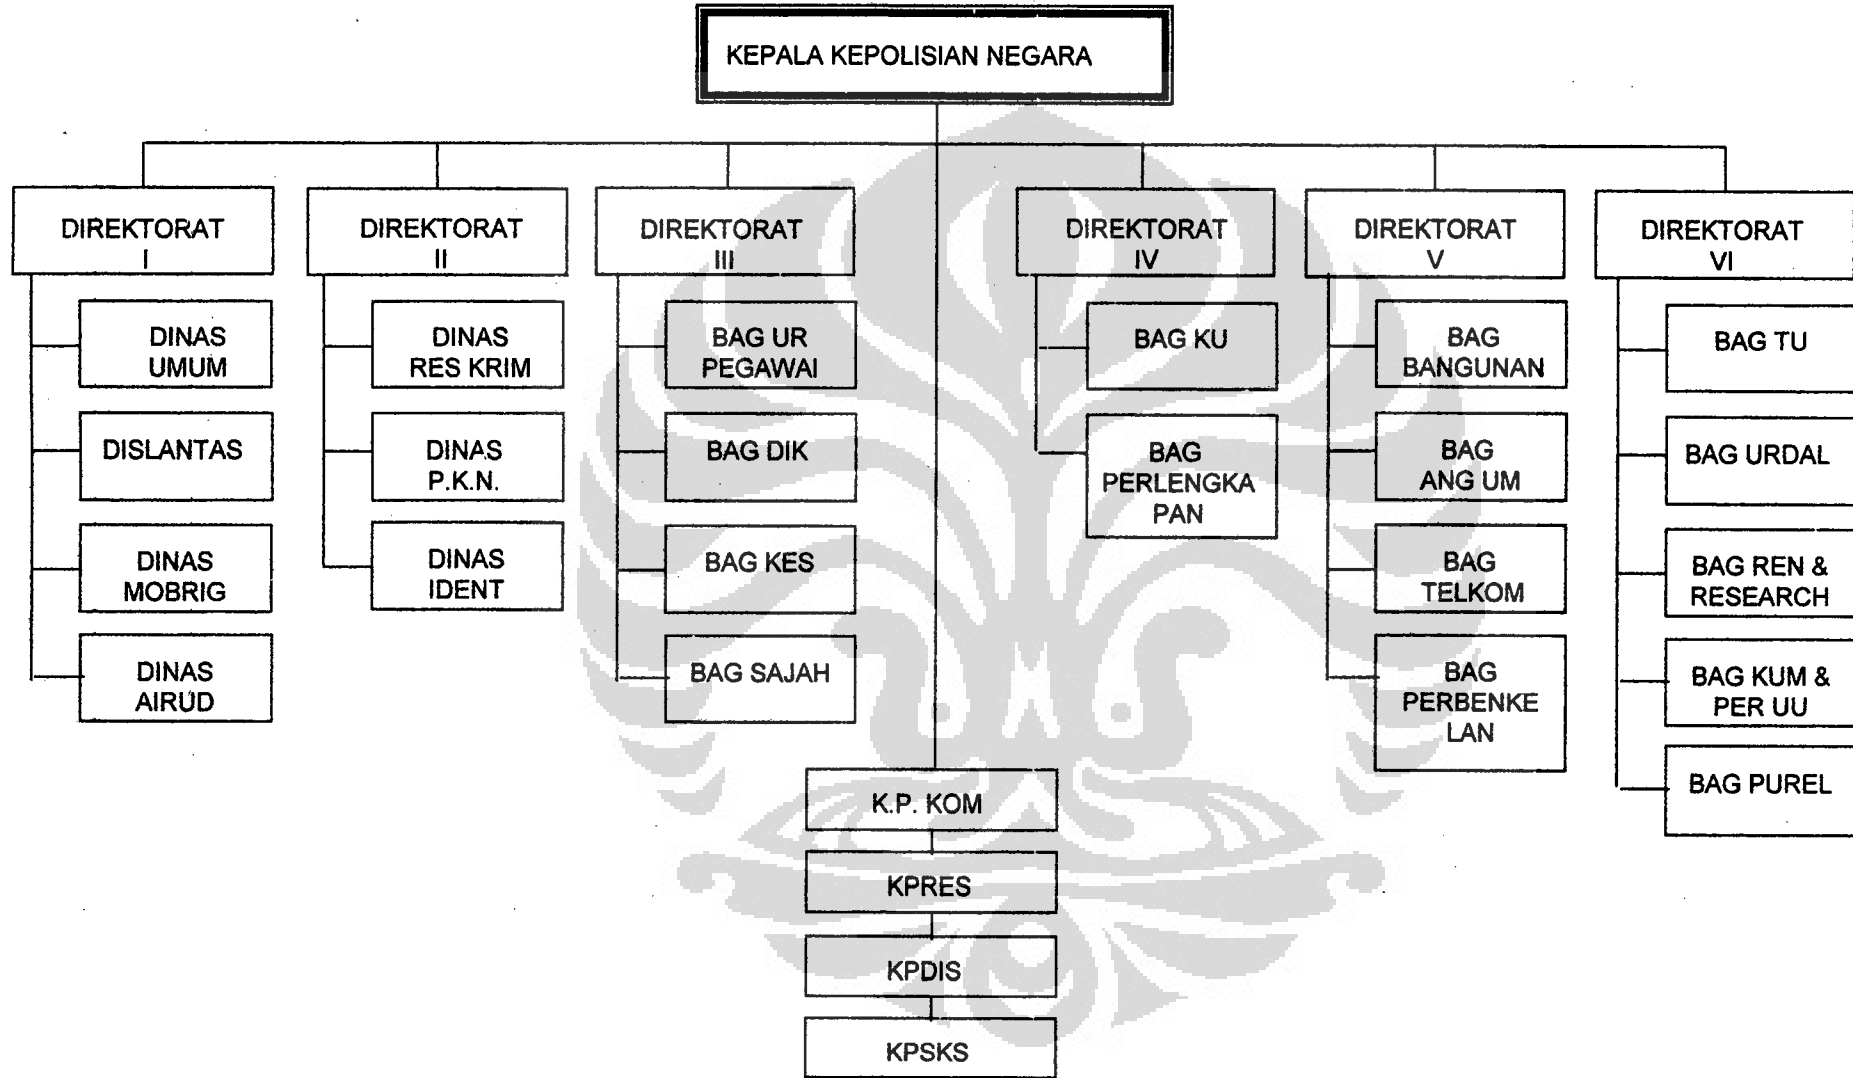 KEPALA KEPOLISIAN NEGARA
DIREKTORAT
I
DINAS
UMUM
DISLANTAS
DINAS
MOBRIG
DINAS
AIRUD
DIREKTORAT
II
DINAS
RES KRIM
DINAS
P.K.N.
DINAS
IDENT
DIREKTORAT
III
BAG UR
PEGAWAI
BAG DIK
BAG KES
BAG SAJAH
DIREKTORAT
IV
BAG KU
BAG
PERLENGKA
PAN
DIREKTORAT
V
BAG
BANGUNAN
BAG
ANG UM
BAG
TELKOM
BAG
PERBENKE
LAN
DIREKTORAT
VI
BAG TU
BAG URDAL
BAG REN &
RESEARCH
BAG KUM &
PER UU
BAG PUREL
K.P. KOM
KPRES
KPDIS
KPSKS